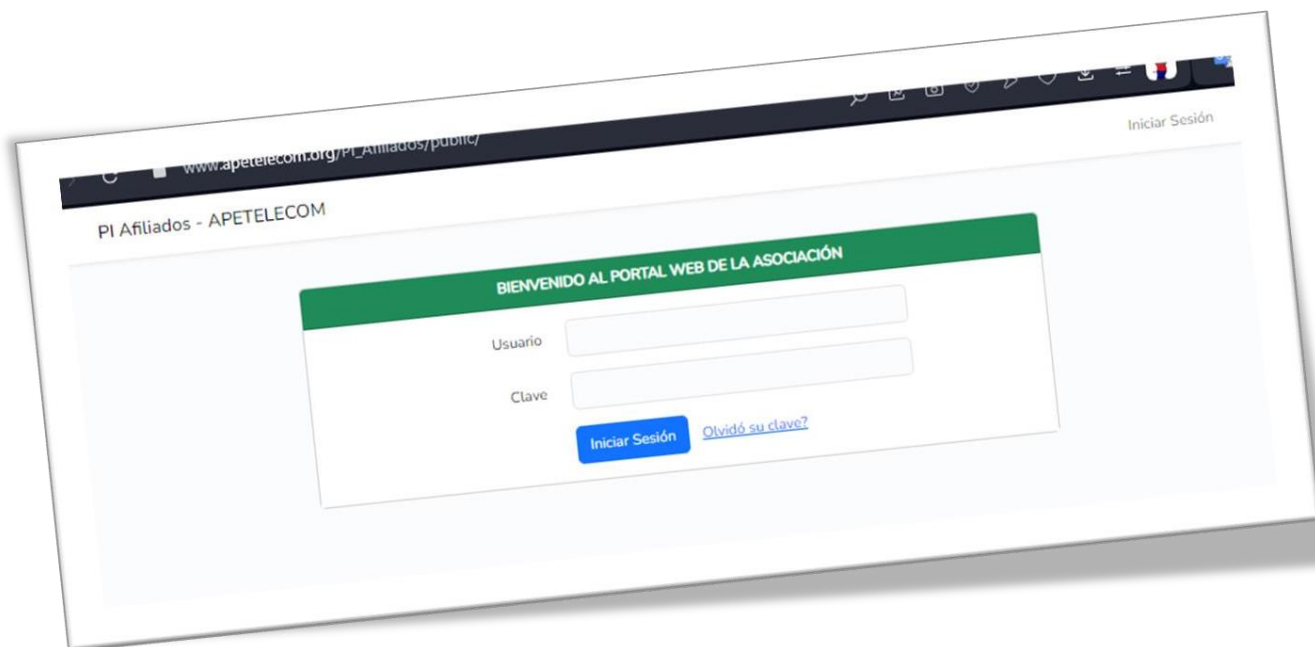 www.apetelecom.org/PI_Afiliados/public/
Iniciar Sesión
PI Afiliados - APETELECOM
BIENVENIDO AL PORTAL WEB DE LA ASOCIACIÓN
Usuario
Clave
Iniciar Sesión Olvidó su clave?